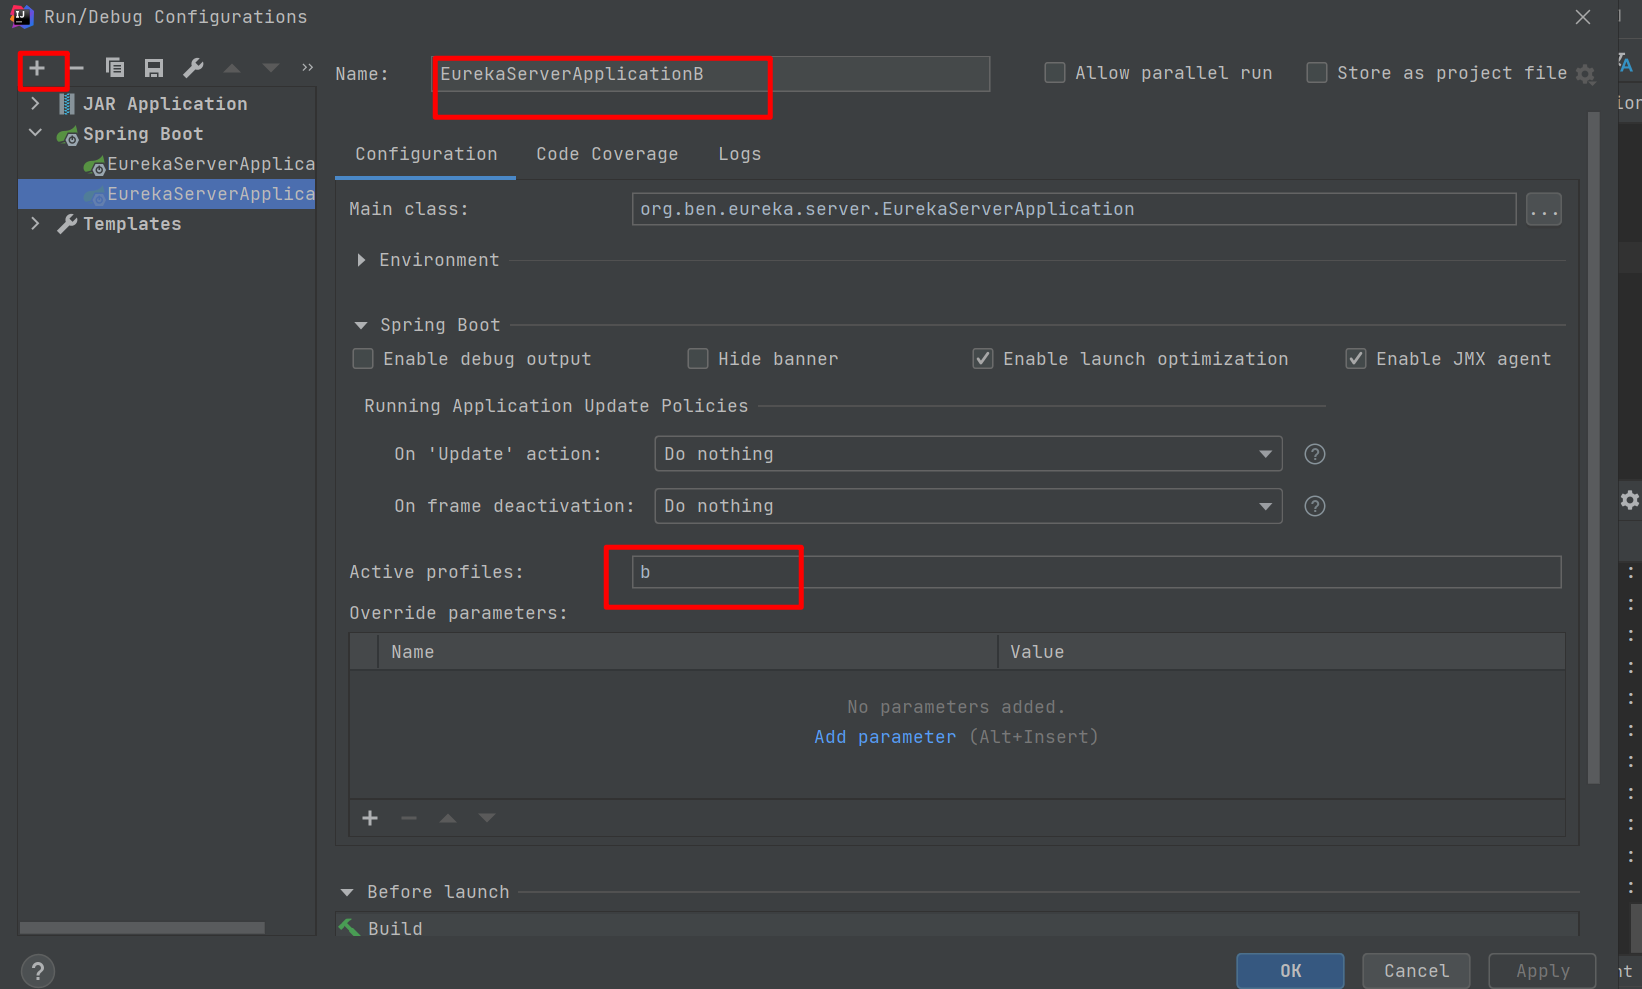 Run/Debug Configurations
Name: EurekaServerApplicationB Allow parallel run Store as project file
JAR Application
Spring Boot
EurekaServerApplica
EurekaServerApplica
Templates
Configuration Code Coverage Logs
Main class: org.ben.eureka.server.EurekaServerApplication ...
Environment
Spring Boot
Enable debug output Hide banner Enable launch optimization Enable JMX agent
Running Application Update Policies
On 'Update' action: Do nothing ?
On frame deactivation: Do nothing ?
Active profiles: b
Override parameters:
Name Value
No parameters added.
Add parameter (Alt+Insert)
Before launch
Build
? OK Cancel Apply